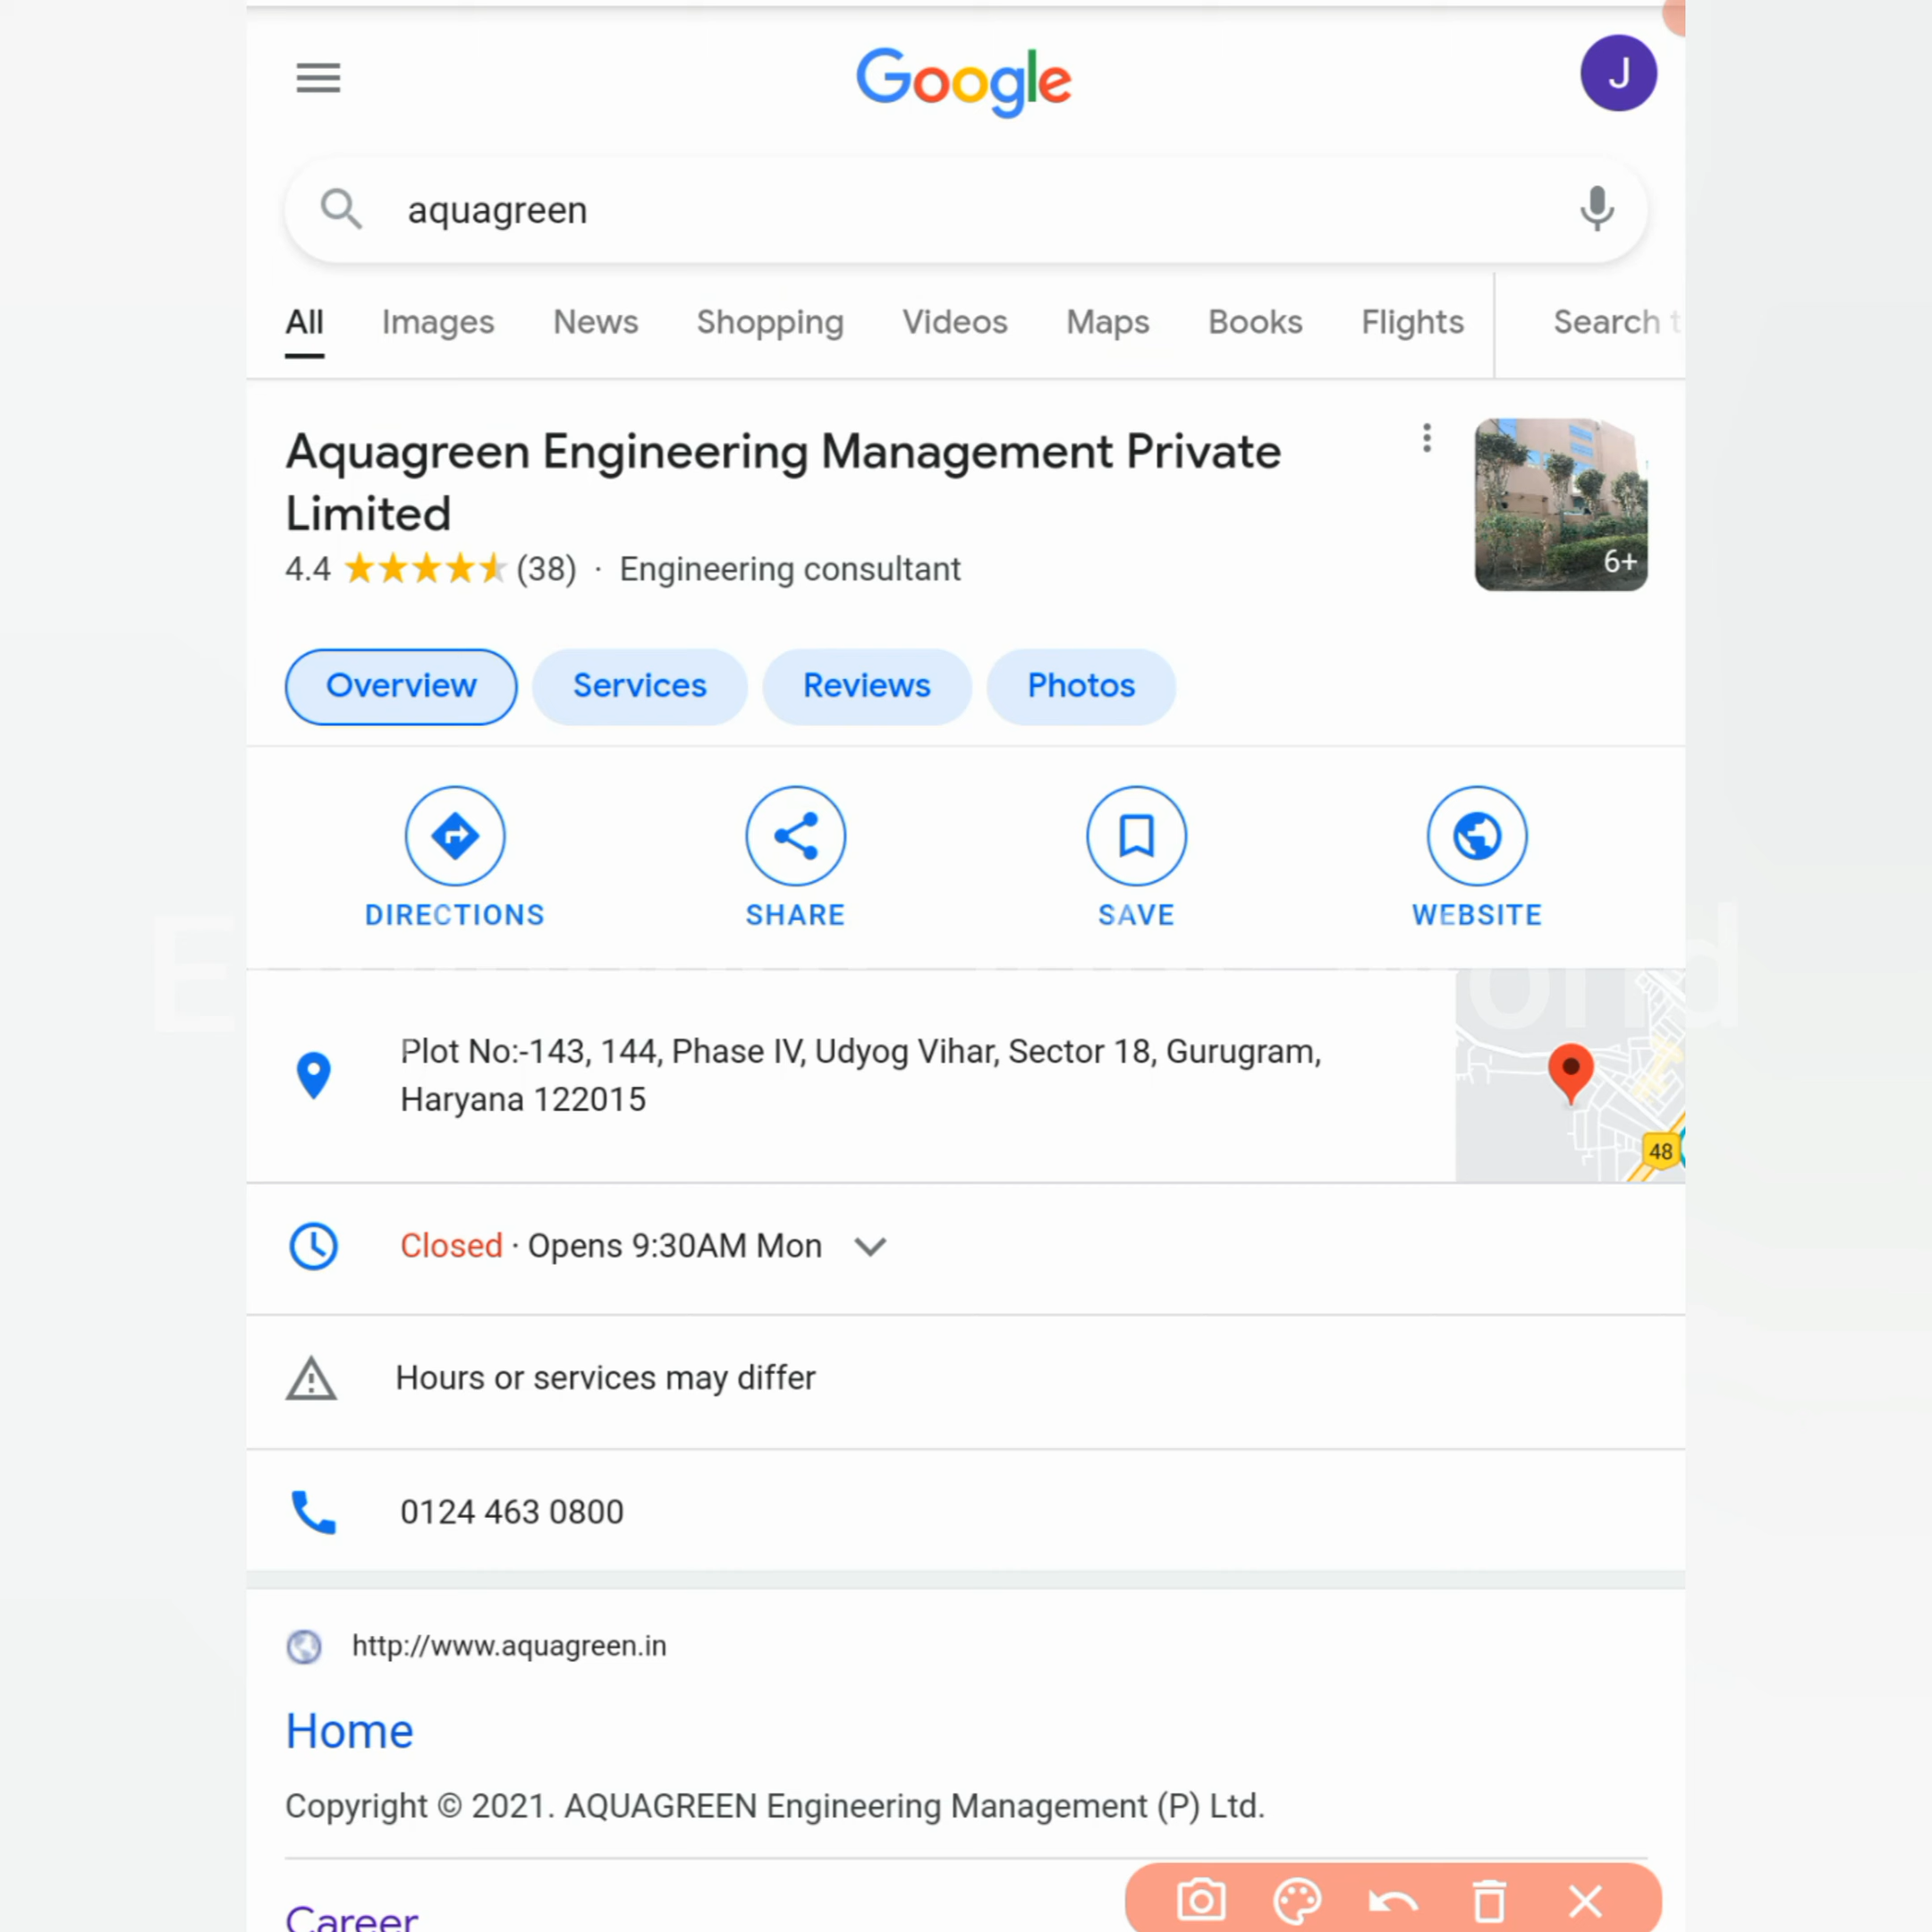 Google
J
aquagreen
All Images News Shopping Videos Maps Books Flights Search
Aquagreen Engineering Management Private
Limited
6+
4.4 (38) · Engineering consultant
Overview Services Reviews Photos
DIRECTIONS SHARE SAVE WEBSITE
Plot No:-143, 144, Phase IV, Udyog Vihar, Sector 18, Gurugram,
Haryana 122015
48
Closed · Opens 9:30AM Mon
Hours or services may differ
0124 463 0800
http://www.aquagreen.in
Home
Copyright © 2021. AQUAGREEN Engineering Management (P) Ltd.
Career